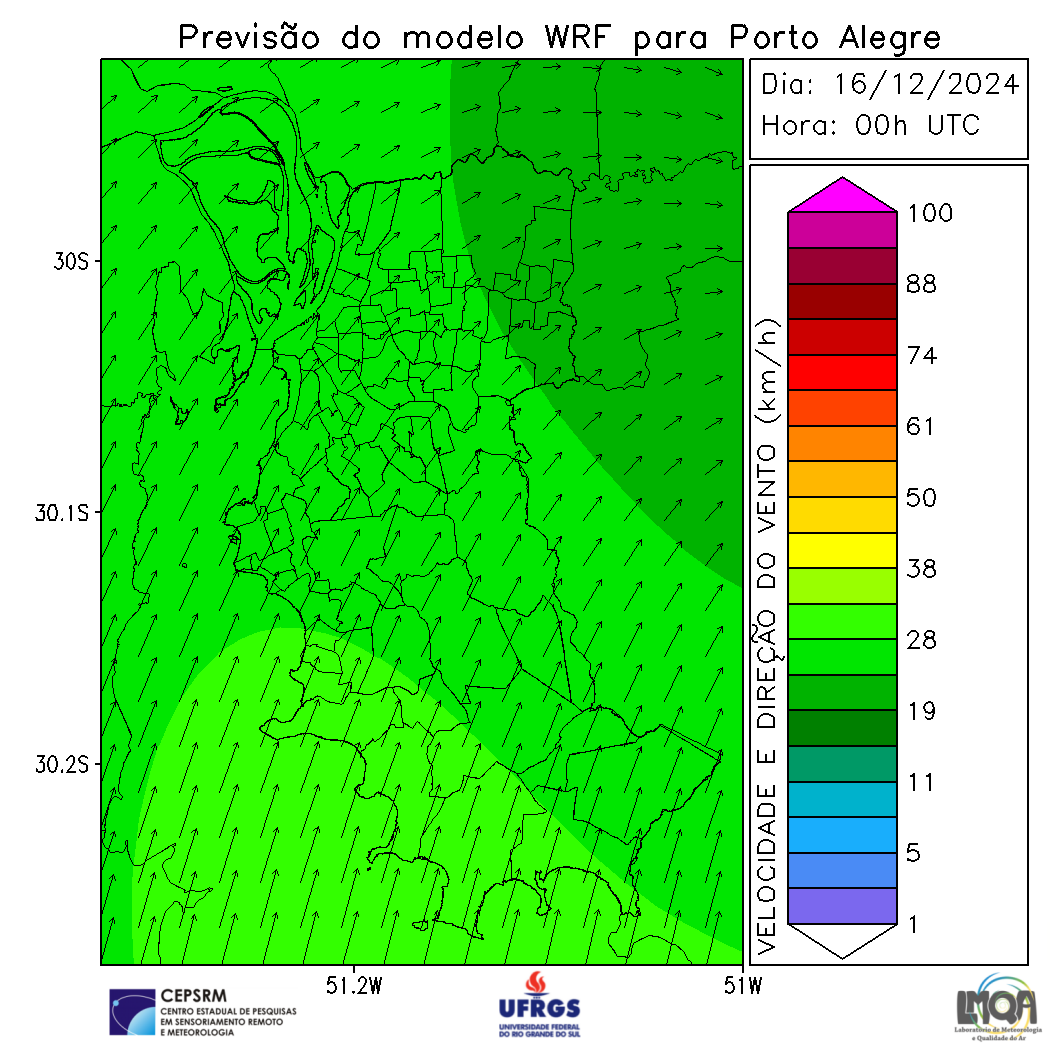 Previsão do modelo WRF para Porto Alegre
Dia: 16/12/2024
Hora: 00h UTC
30S
30.1S
30.2S
51.2W
51W
VELOCIDADE E DIREÇÃO DO VENTO (km/h)
100
88
74
61
50
38
28
19
11
5
1
CEPSRM
CENTRO ESTADUAL DE PESQUISAS
EM SENSORIAMENTO REMOTO
E METEOROLOGIA
UFRGS
UNIVERSIDADE FEDERAL
DO RIO GRANDE DO SUL
LMQA
Laboratório de Meteorologia
e Qualidade do Ar